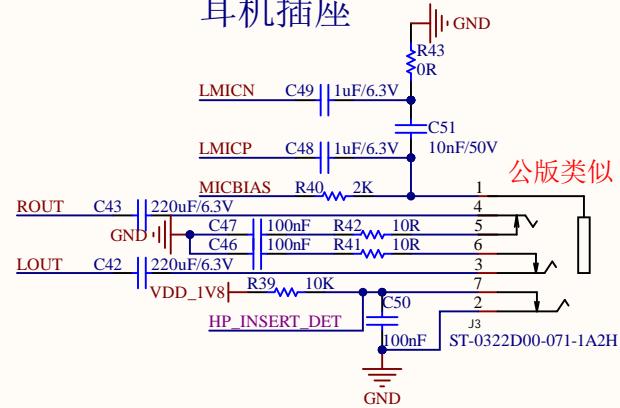 耳机插座
GND
R43
0R
LMICN C49 1uF/6.3V
C51
10nF/50V
LMICP C48 1uF/6.3V
公版类似
MICBIAS R40 2K 1
ROUT C43 220uF/6.3V 4
GND C47 100nF R42 10R 5
C46 100nF R41 10R 6
LOUT C42 220uF/6.3V 3
VDD_1V8 R39 10K 7
C50
HP_INSERT_DET 2
100nF
J3
ST-0322D00-071-1A2H
GND